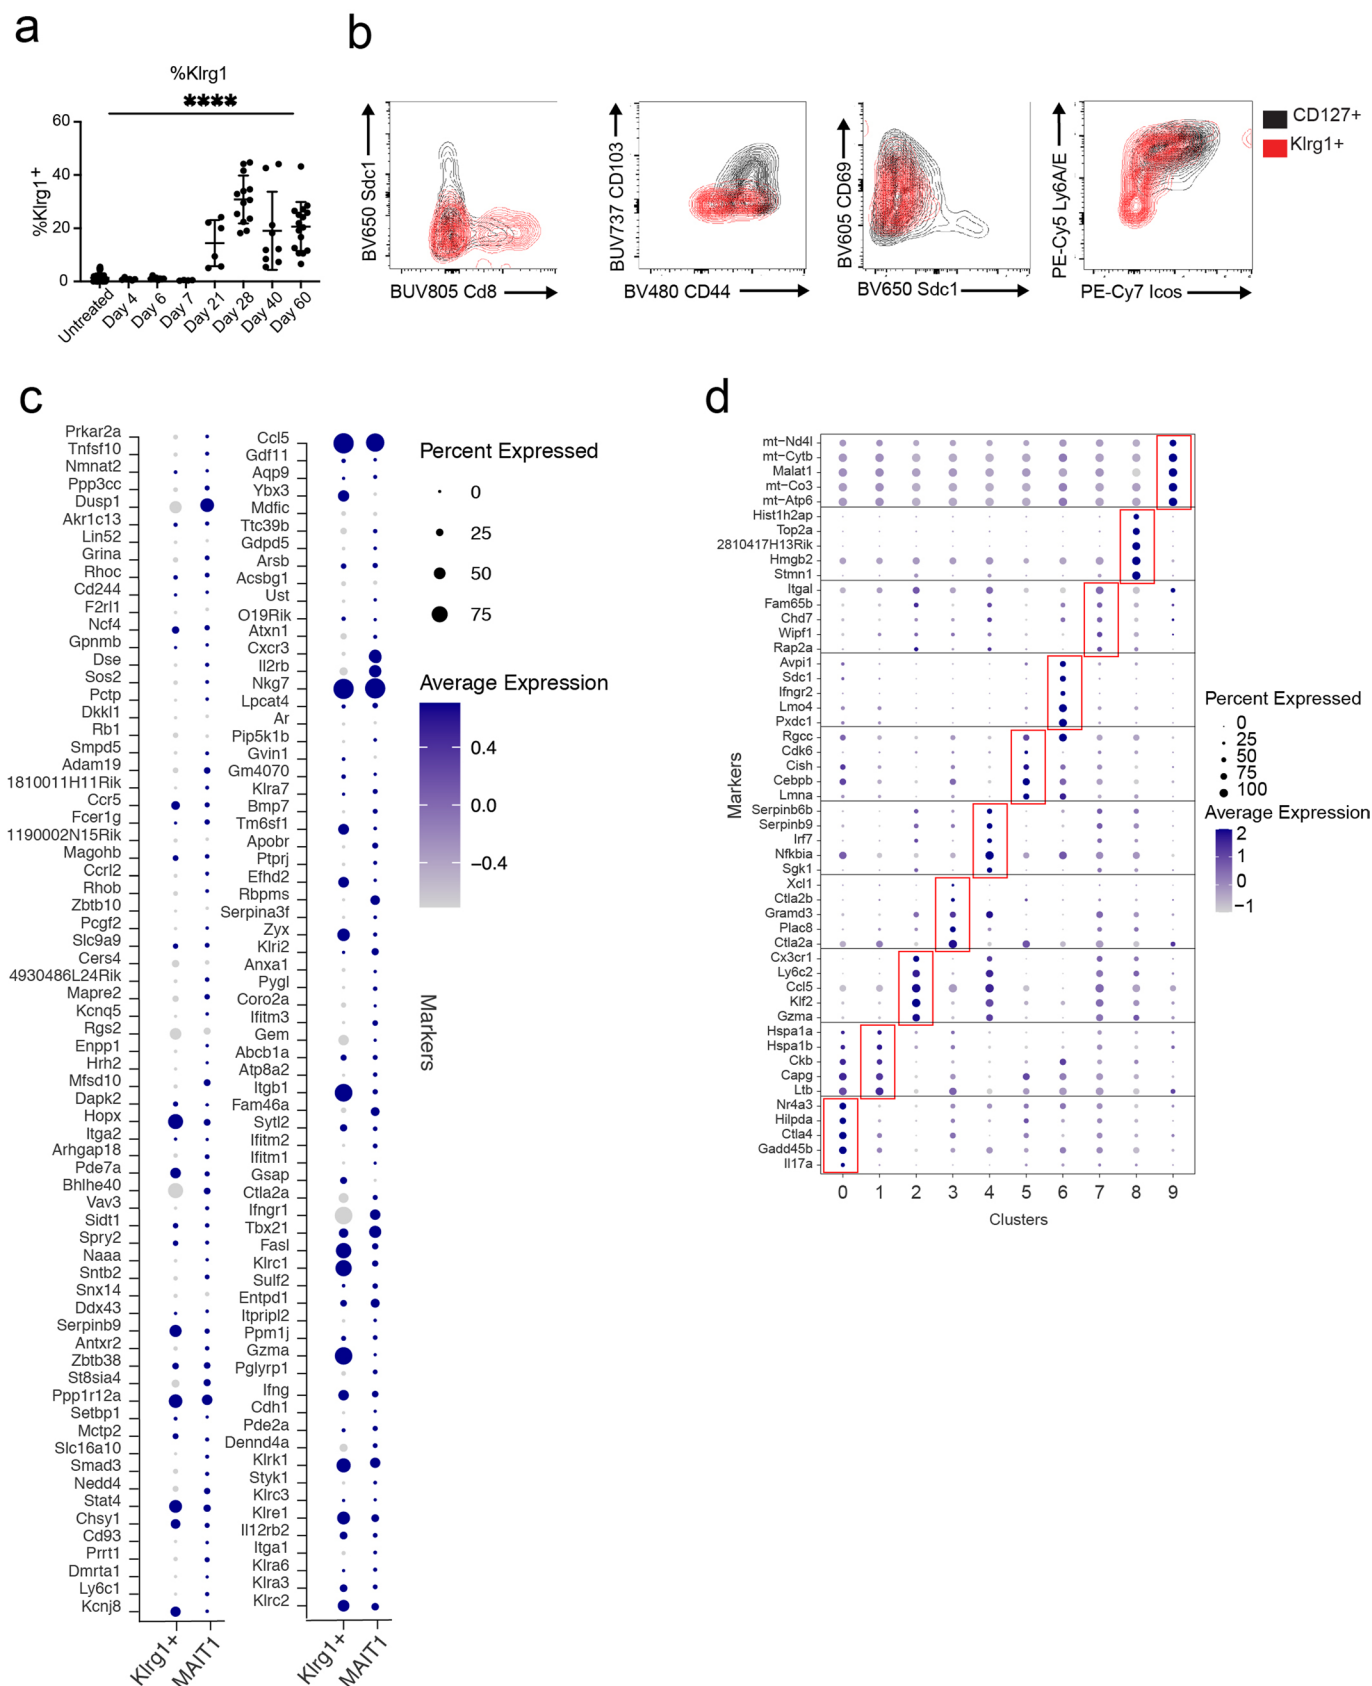 a
%Klrg1
****
60
40
20
0
%Klrg1+
Untreated
Day 4
Day 6
Day 7
Day 21
Day 28
Day 40
Day 60
b
BV650 Sdc1
BUV805 Cd8
BUV737 CD103
BV480 CD44
BV605 CD69
BV650 Sdc1
PE-Cy5 Ly6A/E
PE-Cy7 Icos
CD127+
Klrg1+
c
Prkar2a
Tnfsf10
Nmnat2
Ppp3cc
Dusp1
Akr1c13
Lin52
Grina
Rhoc
Cd244
F2rl1
Ncf4
Gpnmb
Dse
Sos2
Pctp
Dkkl1
Rb1
Smpd5
Adam19
1810011H11Rik
Ccr5
Fcer1g
1190002N15Rik
Magohb
Ccrl2
Rhob
Zbtb10
Pcgf2
Slc9a9
Cers4
4930486L24Rik
Mapre2
Kcnq5
Rgs2
Enpp1
Hrh2
Mfsd10
Dapk2
Hopx
Itga2
Arhgap18
Pde7a
Bhlhe40
Vav3
Sidt1
Spry2
Naaa
Sntb2
Snx14
Ddx43
Serpinb9
Antxr2
Zbtb38
St8sia4
Ppp1r12a
Setbp1
Mctp2
Slc16a10
Smad3
Nedd4
Stat4
Chsy1
Cd93
Prrt1
Dmrta1
Ly6c1
Kcnj8
Klrg1+
MAIT1
Ccl5
Gdf11
Aqp9
Ybx3
Mdfic
Ttc39b
Gdpd5
Arsb
Acsbg1
Ust
O19Rik
Atxn1
Cxcr3
Il2rb
Nkg7
Lpcat4
Ar
Pip5k1b
Gvin1
Gm4070
Klra7
Bmp7
Tm6sf1
Apobr
Ptprj
Efhd2
Rbpms
Serpina3f
Zyx
Klri2
Anxa1
Pygl
Coro2a
Ifitm3
Gem
Abcb1a
Atp8a2
Itgb1
Fam46a
Sytl2
Ifitm2
Ifitm1
Gsap
Ctla2a
Ifngr1
Tbx21
Fasl
Klrc1
Sulf2
Entpd1
Itpripl2
Ppm1j
Gzma
Pglyrp1
Ifng
Cdh1
Pde2a
Dennd4a
Klrk1
Styk1
Klrc3
Klre1
Il12rb2
Itga1
Klra6
Klra3
Klrc2
Klrg1+
MAIT1
Percent Expressed
0
25
50
75
Average Expression
0.4
0.0
−0.4
Markers
d
Markers
mt−Nd4l
mt−Cytb
Malat1
mt−Co3
mt−Atp6
Hist1h2ap
Top2a
2810417H13Rik
Hmgb2
Stmn1
Itgal
Fam65b
Chd7
Wipf1
Rap2a
Avpi1
Sdc1
Ifngr2
Lmo4
Pxdc1
Rgcc
Cdk6
Cish
Cebpb
Lmna
Serpinb6b
Serpinb9
Irf7
Nfkbia
Sgk1
Xcl1
Ctla2b
Gramd3
Plac8
Ctla2a
Cx3cr1
Ly6c2
Ccl5
Klf2
Gzma
Hspa1a
Hspa1b
Ckb
Capg
Ltb
Nr4a3
Hilpda
Ctla4
Gadd45b
Il17a
0 1 2 3 4 5 6 7 8 9
Clusters
Percent Expressed
0
25
50
75
100
Average Expression
2
1
0
−1